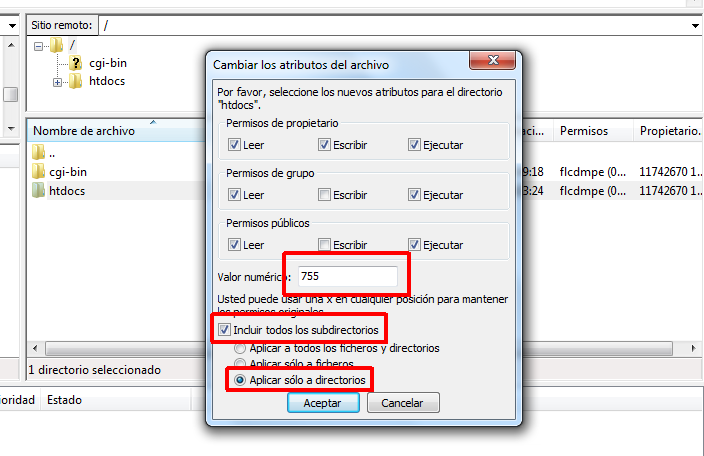 Sitio remoto: /
/
cgi-bin
htdocs
Nombre de archivo
aci... Permisos Propietario.
..
cgi-bin
9:18 flcdmpe (0... 11742670 1...
htdocs
3:24 flcdmpe (0... 11742670 1...
1 directorio seleccionado
oridad Estado
Cambiar los atributos del archivo
Por favor, seleccione los nuevos atributos para el directorio
"htdocs".
Permisos de propietario
Leer Escribir Ejecutar
Permisos de grupo
Leer Escribir Ejecutar
Permisos públicos
Leer Escribir Ejecutar
Valor numérico: 755
Usted puede usar una x en cualquier posición para mantener
los permisos originales.
Incluir todos los subdirectorios
Aplicar a todos los ficheros y directorios
Aplicar sólo a ficheros
Aplicar sólo a directorios
Aceptar Cancelar